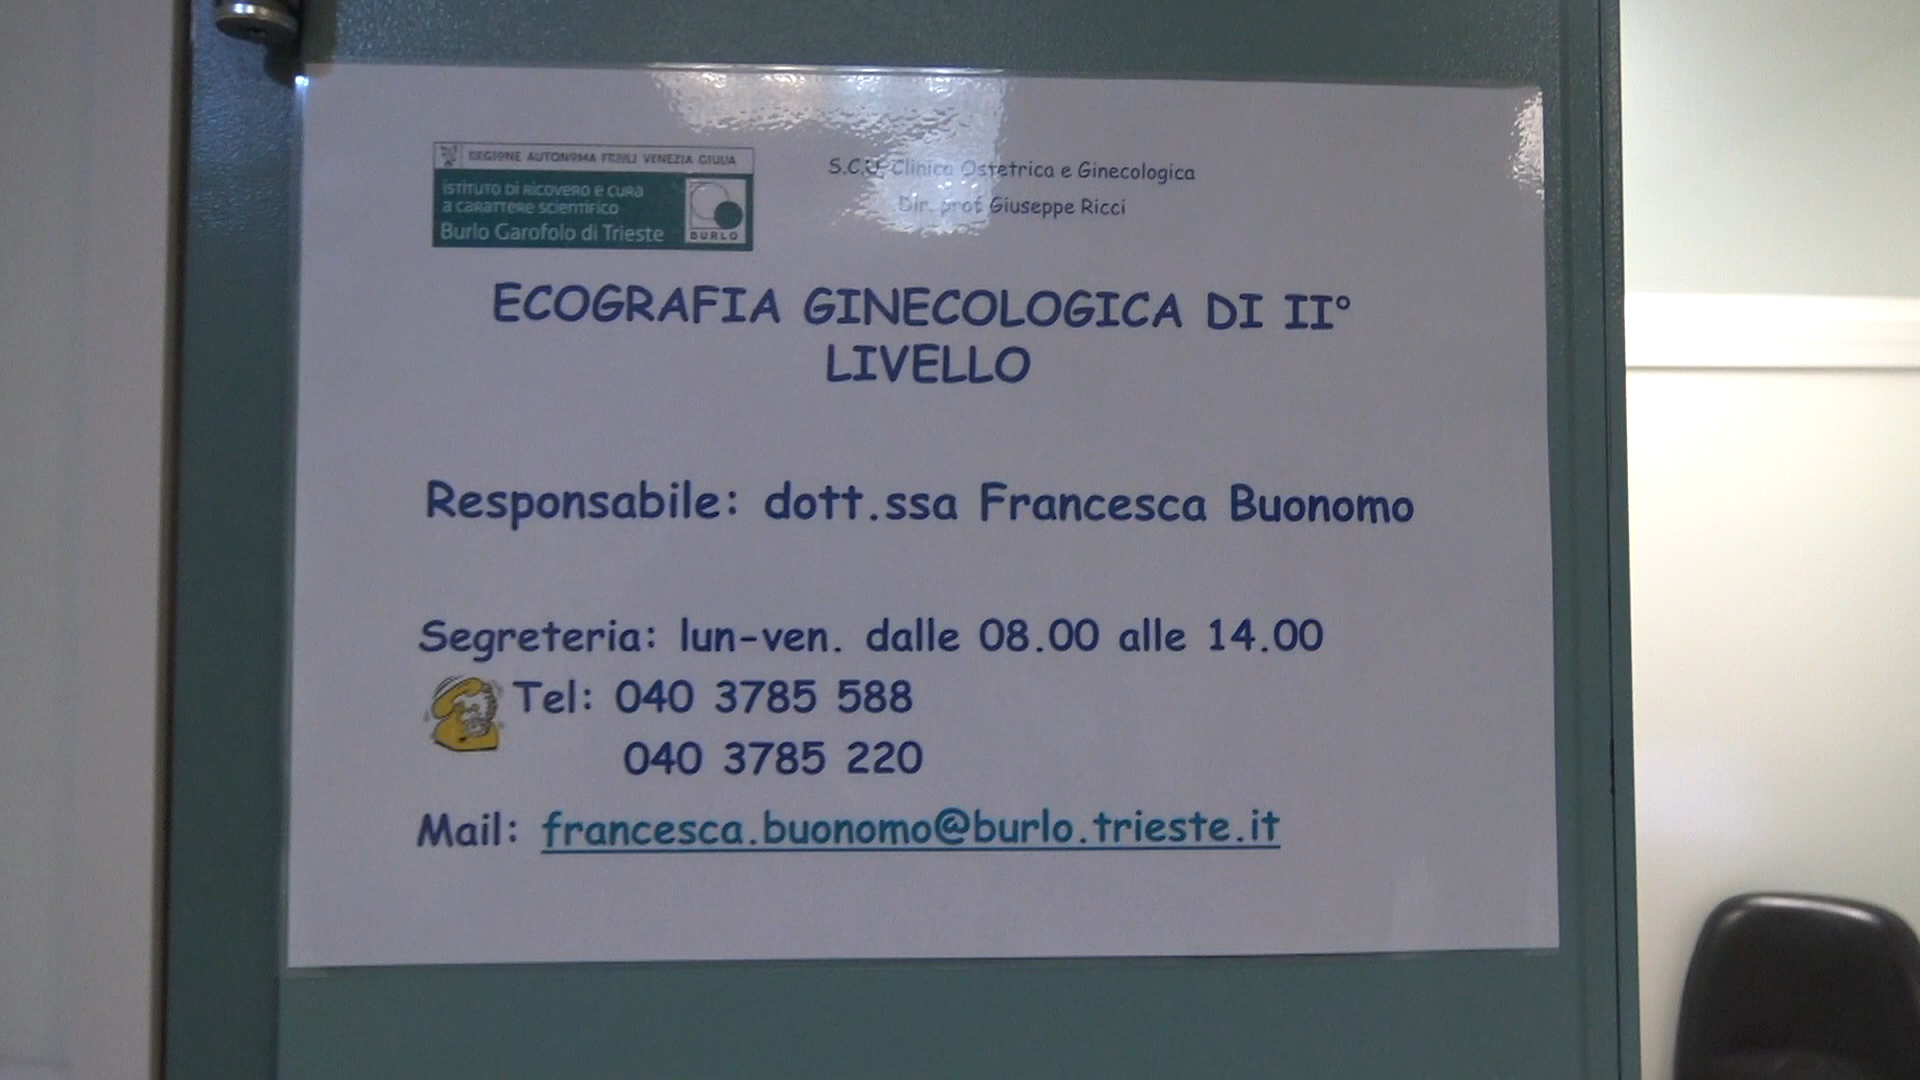 REGIONE AUTONOMA FRIULI VENEZIA GIULIA
ISTITUTO DI RICOVERO E CURA
A CARATTERE SCIENTIFICO
Burlo Garofolo di Trieste
BURLO
S.C.U. Clinica Ostetrica e Ginecologica
Dir. prof. Giuseppe Ricci
ECOGRAFIA GINECOLOGICA DI II°
LIVELLO
Responsabile: dott.ssa Francesca Buonomo
Segreteria: lun-ven. dalle 08.00 alle 14.00
Tel: 040 3785 588
040 3785 220
Mail: francesca.buonomo@burlo.trieste.it